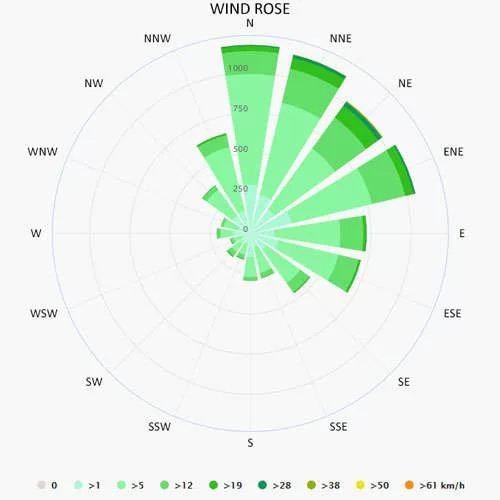 WIND ROSE
N
NNW
NNE
NW
NE
1000
750
WNW
500
ENE
250
W
0
E
WSW
ESE
SW
SE
SSW
SSE
S
0 >1 >5 >12 >19 >28 >38 >50 >61 km/h